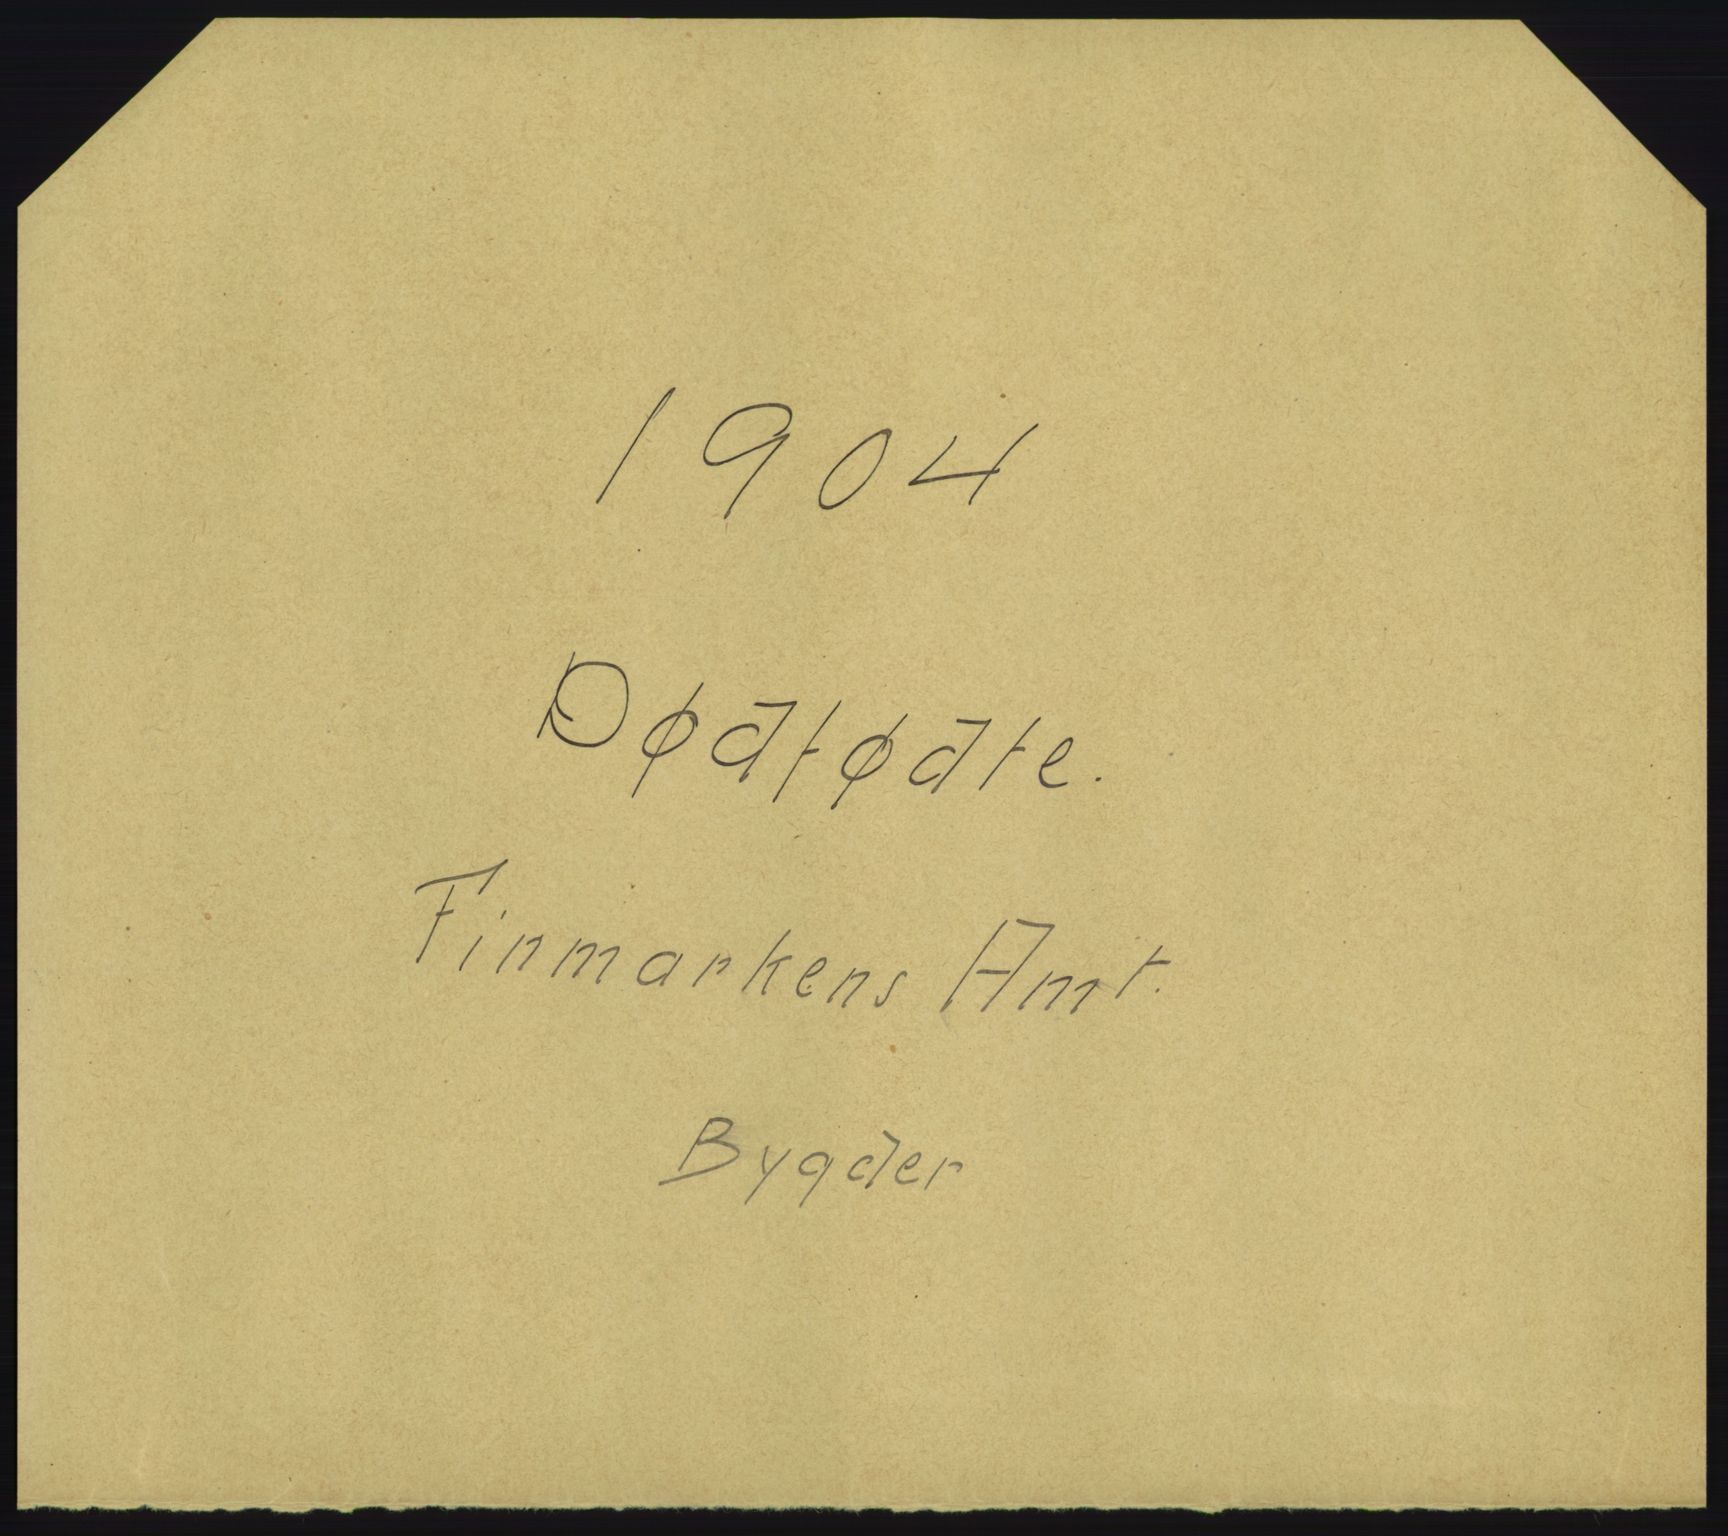 1904
Dødfødte.
Finmarkens Amt.
Bygder